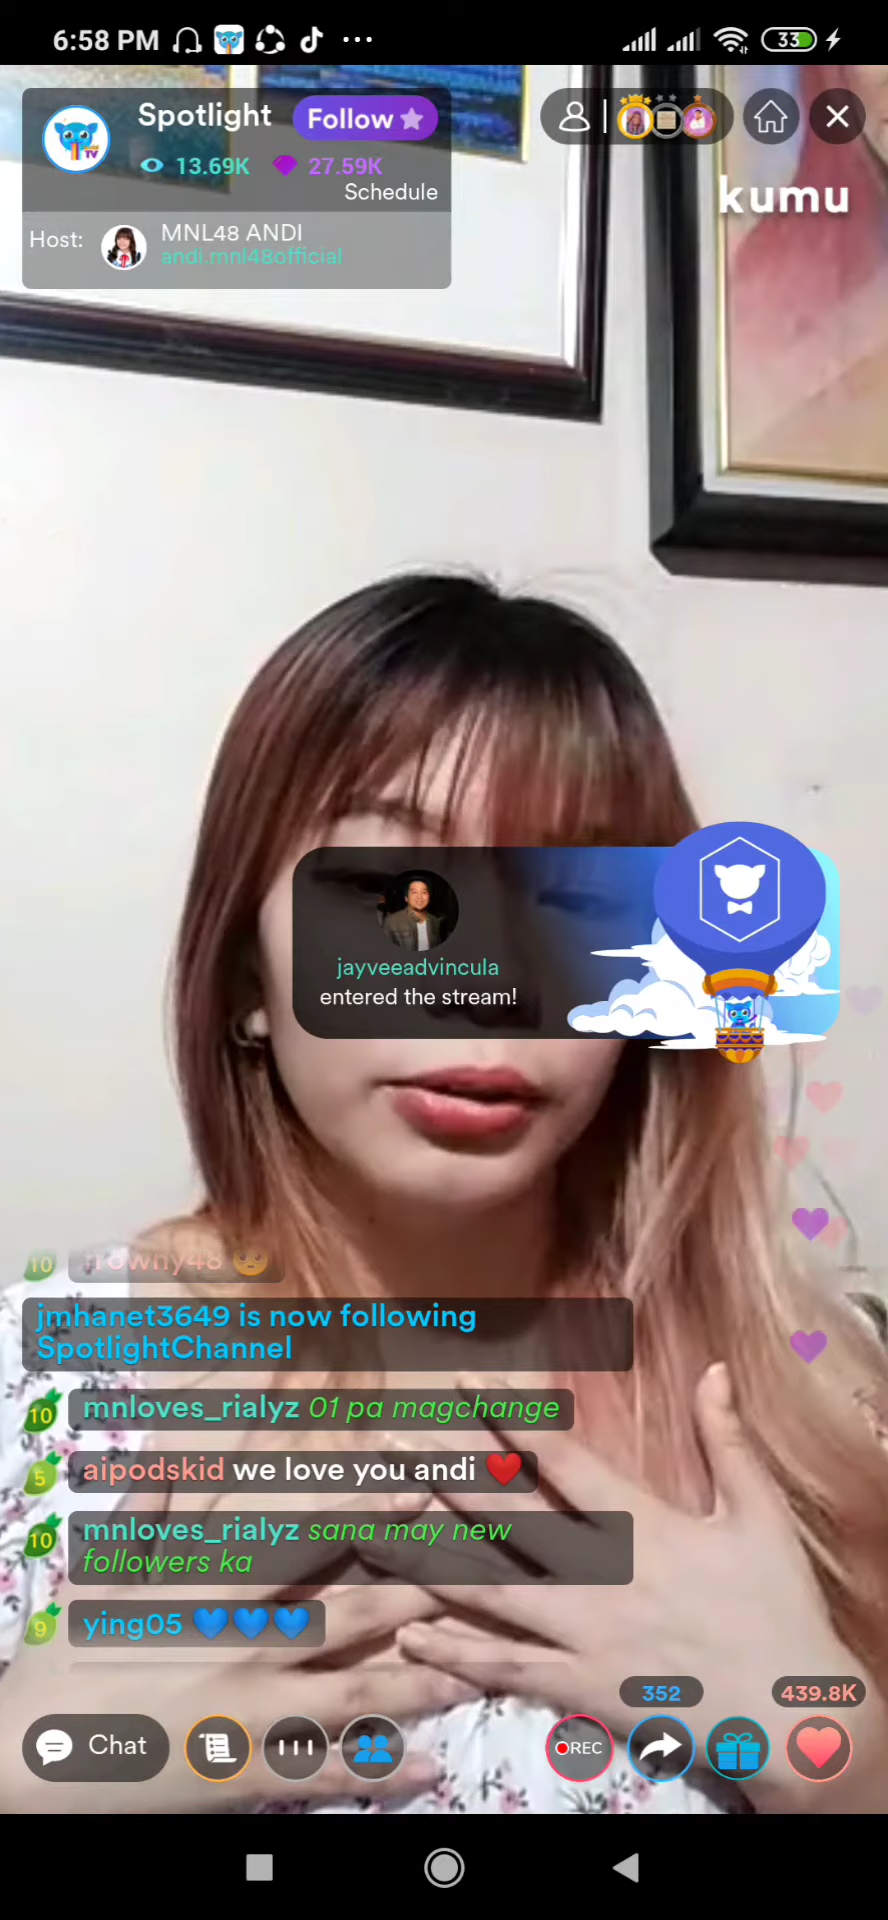 6:58 PM
33
Spotlight
Follow
13.69K 27.59K
Schedule
Host: MNL48 ANDI
andi.mnl48official
kumu
TV
jayveeadvincula
entered the stream!
10
jmhanet3649 is now following
SpotlightChannel
10 mnloves_rialyz 01 pa magchange
5 aipodskid we love you andi ❤️
10 mnloves_rialyz sana may new
followers ka
9 ying05 💙💙💙
352 439.8K
Chat REC